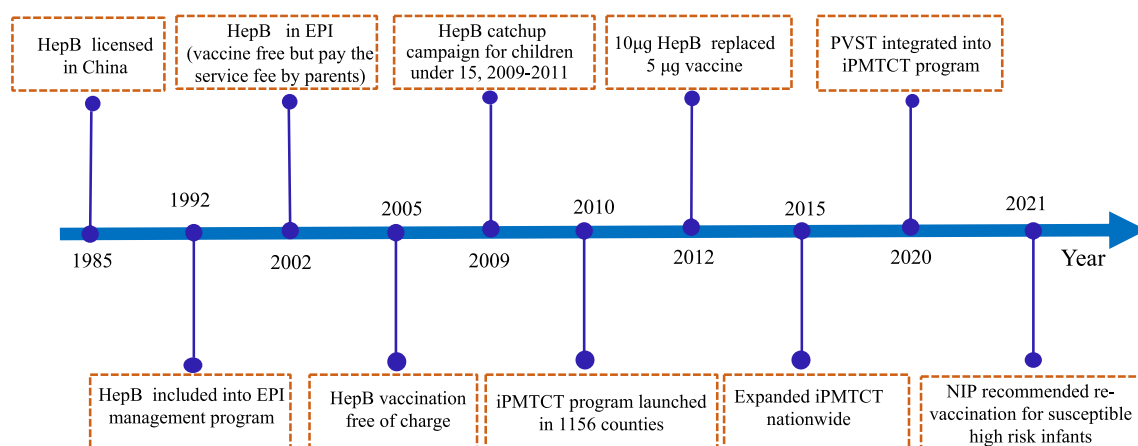 HepB licensed
in China
HepB in EPI
(vaccine free but pay the
service fee by parents)
HepB catchup
campaign for children
under 15, 2009-2011
10μg HepB replaced
5 μg vaccine
PVST integrated into
iPMTCT program
1992
2005
2010
2015
2021
1985
2002
2009
2012
2020
Year
HepB included into EPI
management program
HepB vaccination
free of charge
iPMTCT program launched
in 1156 counties
Expanded iPMTCT
nationwide
NIP recommended re-
vaccination for susceptible
high risk infants